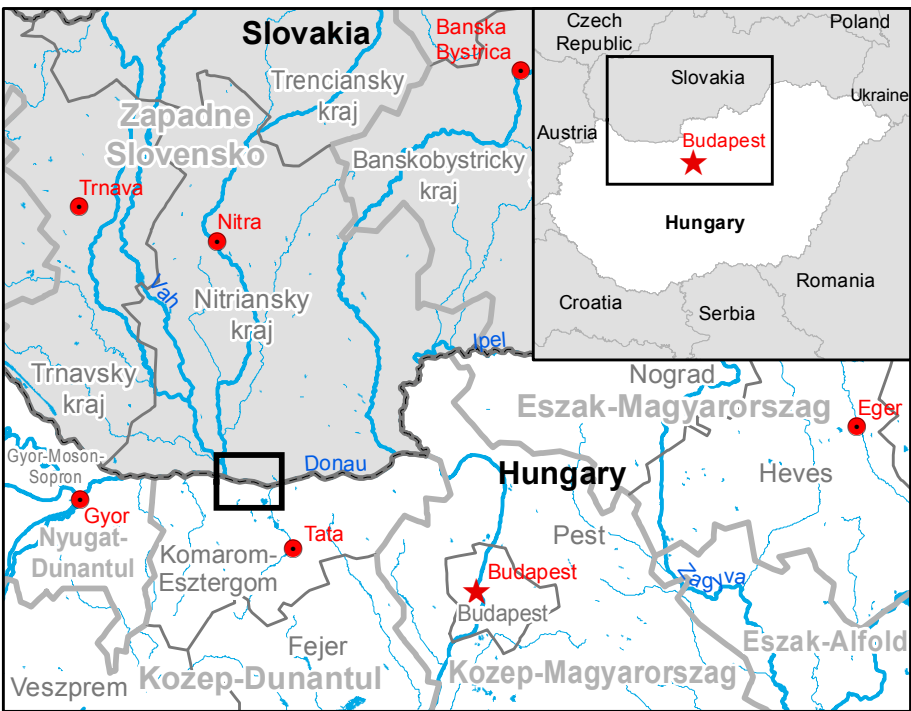 Slovakia
Banska
Bystrica
Trenciansky
kraj
Zapadne
Slovensko
Banskobystricky
kraj
Trnava
Nitra
Vah
Nitriansky
kraj
Ipel
Trnavsky
kraj
Donau
Gyor-Moson-
Sopron
Gyor
Nyugat-
Dunantul
Komarom-
Esztergom
Tata
Hungary
Nograd
Eszak-Magyarorszag
Eger
Heves
Pest
Budapest
Budapest
Zagyva
Eszak-Alfold
Fejer
Veszprem
Kozep-Dunantul
Kozep-Magyarorszag
Czech
Republic
Poland
Slovakia
Ukraine
Austria
Budapest
Hungary
Romania
Croatia
Serbia